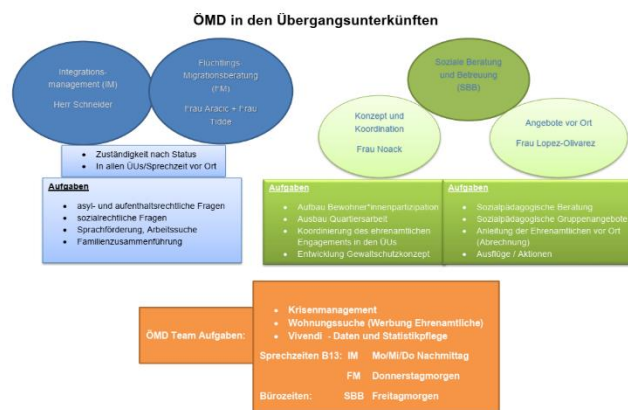 ÖMD in den Übergangsunterkünften
Integrations-
management (IM)
Herr Schneider
Flüchtlings
Migrationsberatung
(FM)
Frau Aracic + Frau
Soziale Beratung
und Betreuung
(SBB)
Konzept und
Koordination
Frau Noack
Angebote vor Ort
Frau Lopez-Olivarez
• Zuständigkeit nach Status
• In allen ÜUs/Sprechzeit vor Ort
Aufgaben
• asyl- und aufenthaltsrechtliche Fragen
• sozialrechtliche Fragen
• Sprachförderung, Arbeitssuche
• Familienzusammenführung
Aufgaben
• Aufbau Bewohner*innenpartizipation
• Ausbau Quartiersarbeit
• Koordinierung des ehrenamtlichen
Engagements in den ÜUs
• Entwicklung Gewaltschutzkonzept
Aufgaben
• Sozialpädagogische Beratung
• Sozialpädagogische Gruppenangebote
• Anleitung der Ehrenamtlichen vor Ort
(Abrechnung)
• Ausflüge / Aktionen
ÖMD Team Aufgaben:
• Krisenmanagement
• Wohnungssuche (Werbung Ehrenamtliche)
• Vivendi - Daten und Statistikpflege
Sprechzeiten B13: IM Mo/Mi/Do Nachmittag
FM Donnerstagmorgen
Bürozeiten: SBB Freitagmorgen